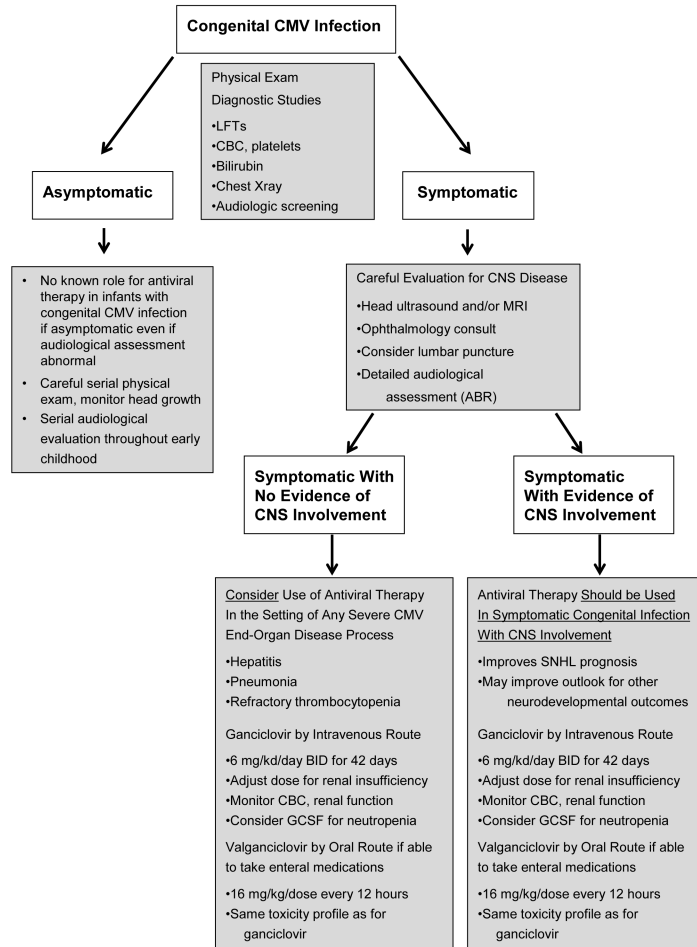 Congenital CMV Infection
Physical Exam
Diagnostic Studies
•LFTs
•CBC, platelets
•Bilirubin
•Chest Xray
•Audiologic screening
Asymptomatic
Symptomatic
• No known role for antiviral
therapy in infants with
congenital CMV infection
if asymptomatic even if
audiological assessment
abnormal
• Careful serial physical
exam, monitor head growth
• Serial audiological
evaluation throughout early
childhood
Careful Evaluation for CNS Disease
•Head ultrasound and/or MRI
•Ophthalmology consult
•Consider lumbar puncture
•Detailed audiological
assessment (ABR)
Symptomatic With
No Evidence of
CNS Involvement
Symptomatic
With Evidence of
CNS Involvement
Consider Use of Antiviral Therapy
In the Setting of Any Severe CMV
End-Organ Disease Process
•Hepatitis
•Pneumonia
•Refractory thrombocytopenia
Ganciclovir by Intravenous Route
•6 mg/kd/day BID for 42 days
•Adjust dose for renal insufficiency
•Monitor CBC, renal function
•Consider GCSF for neutropenia
Valganciclovir by Oral Route if able
to take enteral medications
•16 mg/kg/dose every 12 hours
•Same toxicity profile as for
ganciclovir
Antiviral Therapy Should be Used
In Symptomatic Congenital Infection
With CNS Involvement
•Improves SNHL prognosis
•May improve outlook for other
neurodevelopmental outcomes
Ganciclovir by Intravenous Route
•6 mg/kd/day BID for 42 days
•Adjust dose for renal insufficiency
•Monitor CBC, renal function
•Consider GCSF for neutropenia
Valganciclovir by Oral Route if able
to take enteral medications
•16 mg/kg/dose every 12 hours
•Same toxicity profile as for
ganciclovir